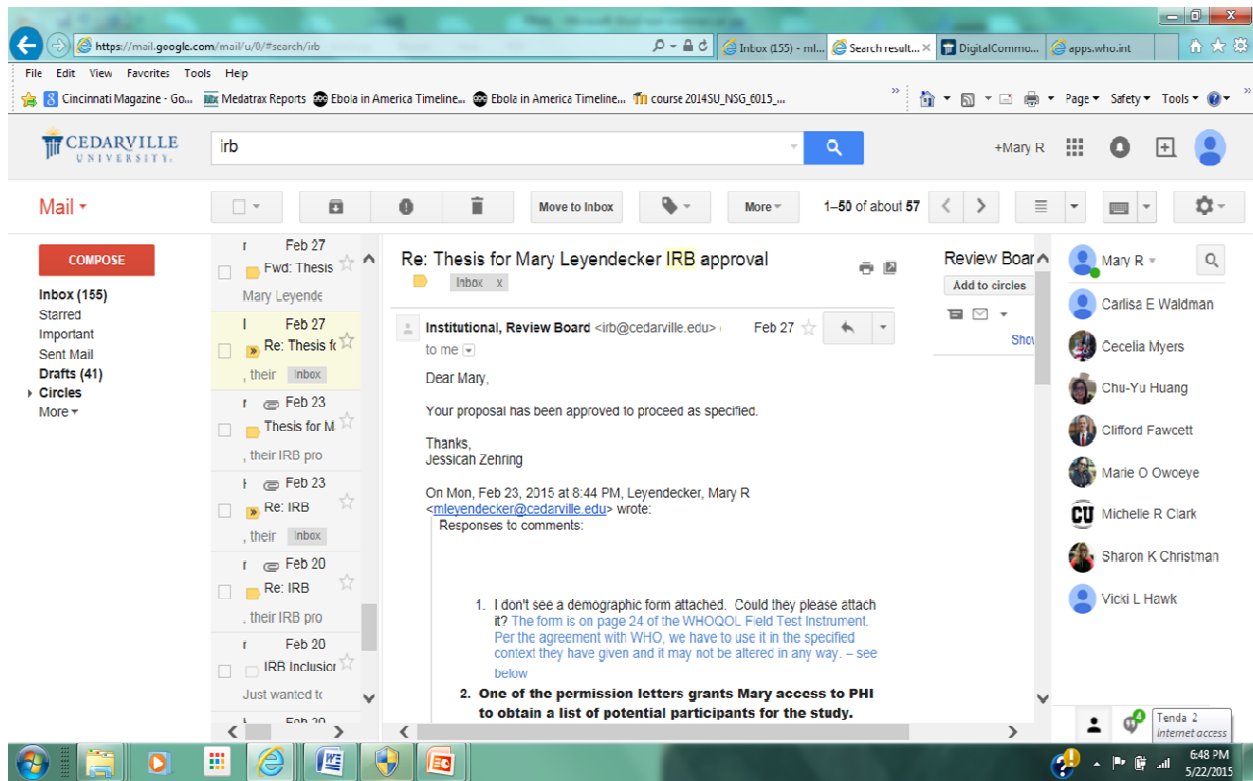 https://mail.google.com/mail/u/0/#search/irb
Inbox (155) - ml...
Search result...
DigitalCommo...
apps.who.int
File Edit View Favorites Tools Help
Cincinnati Magazine - Go...
Medatrax Reports
Ebola in America Timeline...
Ebola in America Timeline...
course 2014SU_NSG_6015_...
Page
Safety
Tools
CEDARVILLE
UNIVERSITY.
irb
+Mary R
Mail
Move to Inbox
More
1–50 of about 57
COMPOSE
Inbox (155)
Starred
Important
Sent Mail
Drafts (41)
Circles
More
Feb 27
Fwd: Thesis
Mary Leyende
Feb 27
Re: Thesis fo
, their Inbox
Feb 23
Thesis for M
, their IRB pro
Feb 23
Re: IRB
, their Inbox
Feb 20
Re: IRB
, their IRB pro
Feb 20
IRB Inclusion
Just wanted to
Feb 20
Re: Thesis for Mary Leyendecker IRB approval
Inbox x
Institutional, Review Board <irb@cedarville.edu> Feb 27
to me
Dear Mary,
Your proposal has been approved to proceed as specified.
Thanks,
Jessicah Zehring
On Mon, Feb 23, 2015 at 8:44 PM, Leyendecker, Mary R
<mleyendecker@cedarville.edu> wrote:
Responses to comments:
1. I don't see a demographic form attached. Could they please attach
it? The form is on page 24 of the WHOQOL Field Test Instrument.
Per the agreement with WHO, we have to use it in the specified
context they have given and it may not be altered in any way. – see
below
2. One of the permission letters grants Mary access to PHI
to obtain a list of potential participants for the study.
Review Boar
Add to circles
Show
Mary R
Carlisa E Waldman
Cecelia Myers
Chu-Yu Huang
Clifford Fawcett
Marie O Owceye
CU Michelle R Clark
Sharon K Christman
Vicki L Hawk
4
Tenda 2
internet access
6:48 PM
5/22/2015